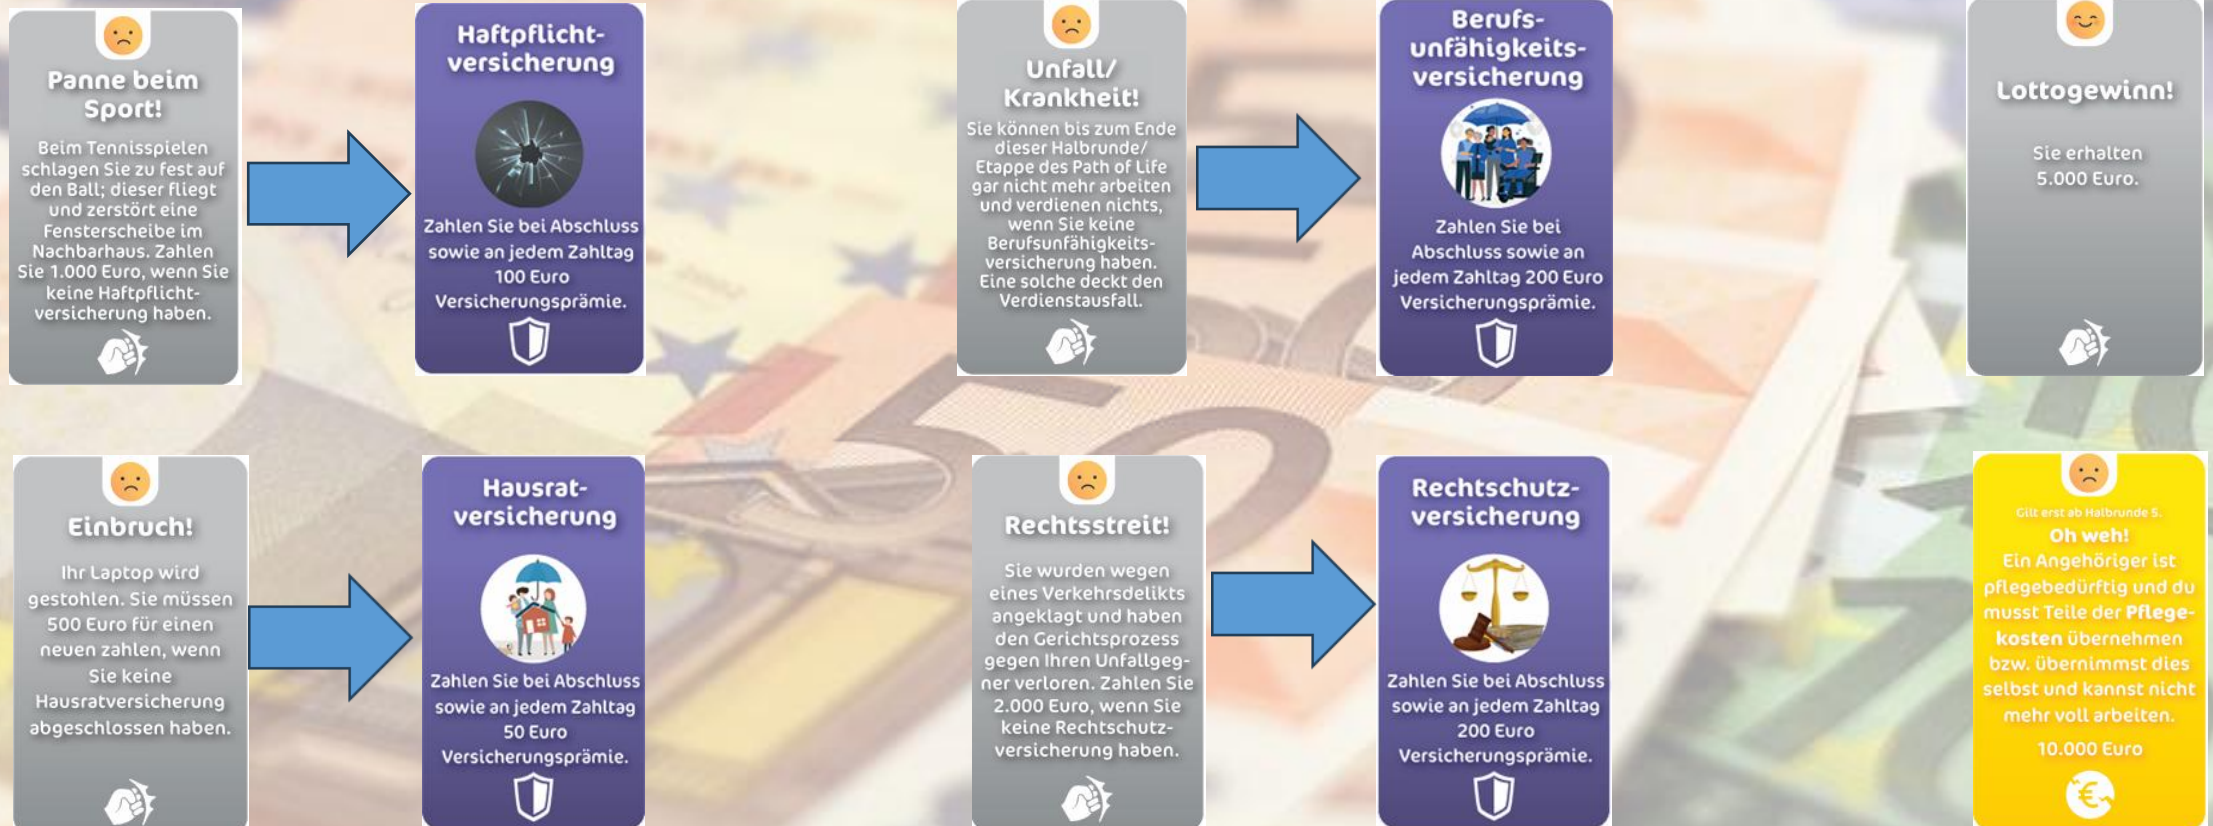 Panne beim
Sport!
Beim Tennisspielen
schlagen Sie zu fest auf
den Ball; dieser fliegt
und zerstört eine
Fensterscheibe im
Nachbarhaus. Zahlen
Sie 1.000 Euro, wenn Sie
keine Haftpflicht-
versicherung haben.
Haftpflicht-
versicherung
Zahlen Sie bei Abschluss
sowie an jedem Zahltag
100 Euro
Versicherungsprämie.
Unfall/
Krankheit!
Sie können bis zum Ende
dieser Halbrunde/
Etappe des Path of Life
gar nicht mehr arbeiten
und verdienen nichts,
wenn Sie keine
Berufsunfähigkeits-
versicherung haben.
Eine solche deckt den
Verdienstausfall.
Berufs-
unfähigkeits-
versicherung
Zahlen Sie bei
Abschluss sowie an
jedem Zahltag 200 Euro
Versicherungsprämie.
Lottogewinn!
Sie erhalten
5.000 Euro.
Einbruch!
Ihr Laptop wird
gestohlen. Sie müssen
500 Euro für einen
neuen zahlen, wenn
Sie keine
Hausratversicherung
abgeschlossen haben.
Hausrat-
versicherung
Zahlen Sie bei Abschluss
sowie an jedem Zahltag
50 Euro
Versicherungsprämie.
Rechtsstreit!
Sie wurden wegen
eines Verkehrsdelikts
angeklagt und haben
den Gerichtsprozess
gegen Ihren Unfallgeg-
ner verloren. Zahlen Sie
2.000 Euro, wenn Sie
keine Rechtschutz-
versicherung haben.
Rechtschutz-
versicherung
Zahlen Sie bei Abschluss
sowie an jedem Zahltag
200 Euro
Versicherungsprämie.
Gilt erst ab Halbrunde 5.
Oh weh!
Ein Angehöriger ist
pflegebedürftig und du
musst Teile der Pflege-
kosten übernehmen
bzw. übernimmst dies
selbst und kannst nicht
mehr voll arbeiten.
10.000 Euro
€